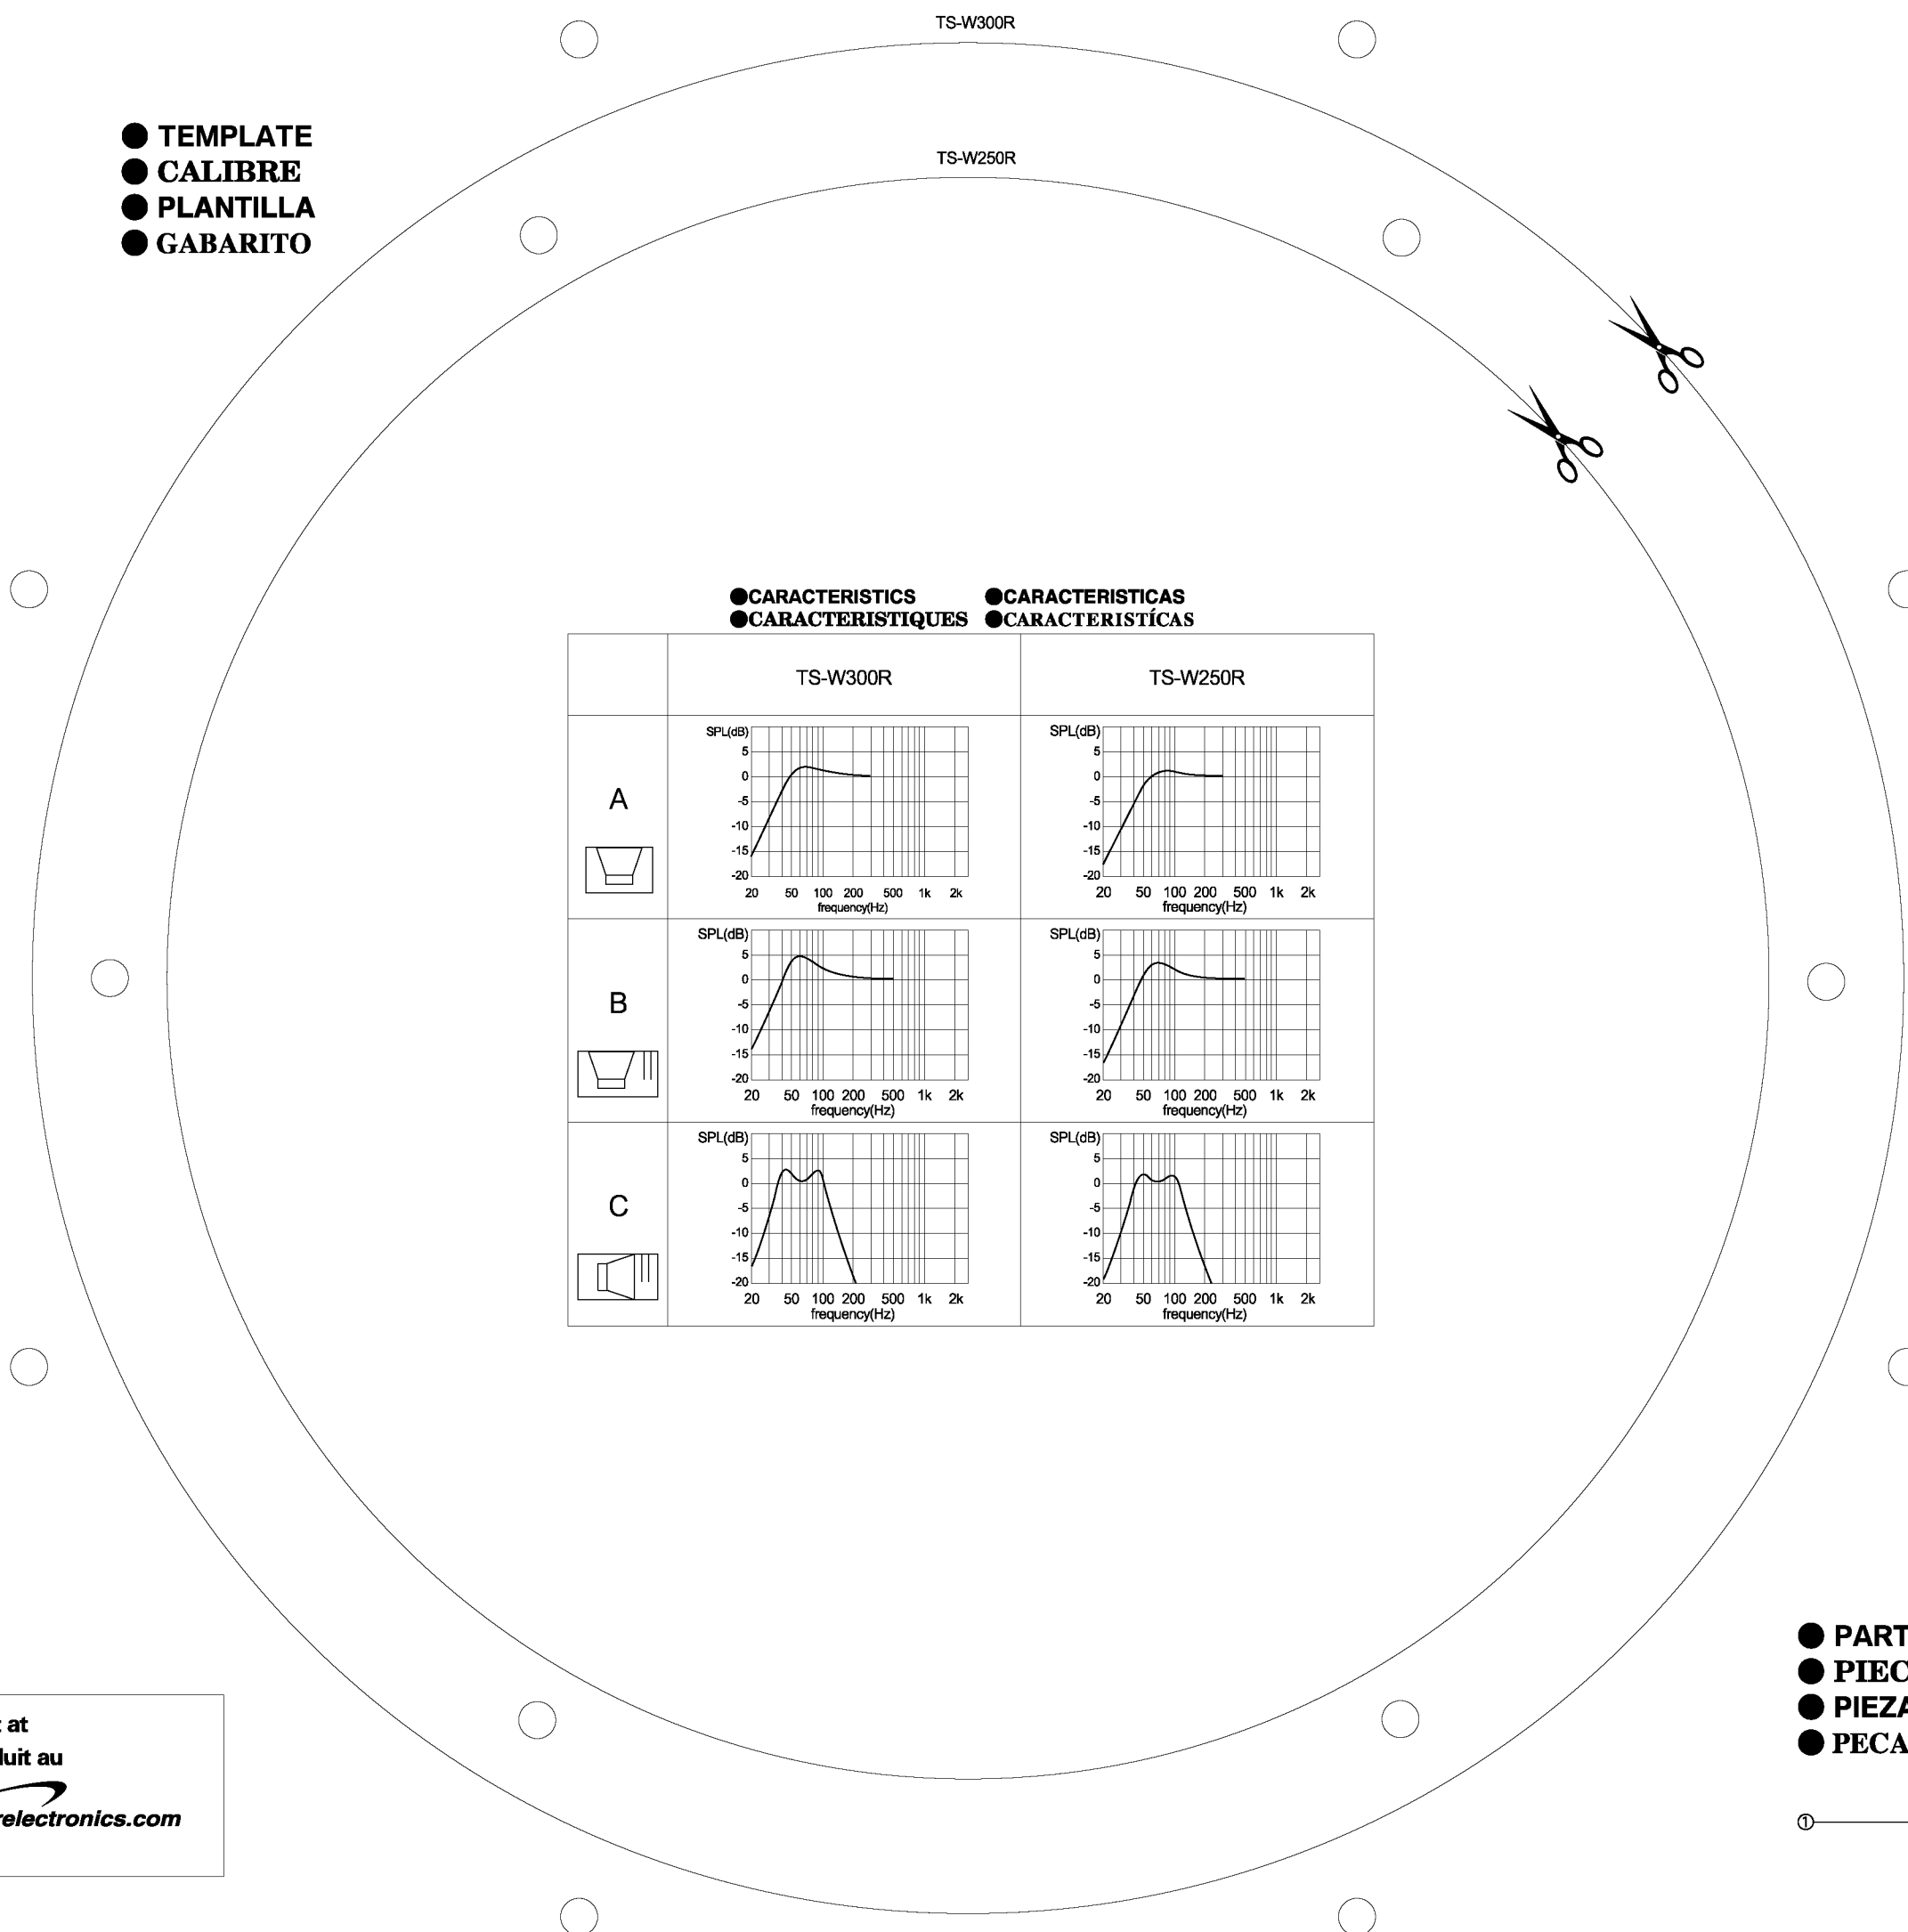 TS-W300R
● TEMPLATE
● CALIBRE
● PLANTILLA
● GABARITO
TS-W250R
●CARACTERISTICS ●CARACTERISTICAS
●CARACTERISTIQUES ●CARACTERISTÍCAS
TS-W300R TS-W250R
A
SPL(dB)
5
0
-5
-10
-15
-20
20 50 100 200 500 1k 2k
frequency(Hz)
SPL(dB)
5
0
-5
-10
-15
-20
20 50 100 200 500 1k 2k
frequency(Hz)
B
SPL(dB)
5
0
-5
-10
-15
-20
20 50 100 200 500 1k 2k
frequency(Hz)
SPL(dB)
5
0
-5
-10
-15
-20
20 50 100 200 500 1k 2k
frequency(Hz)
C
SPL(dB)
5
0
-5
-10
-15
-20
20 50 100 200 500 1k 2k
frequency(Hz)
SPL(dB)
5
0
-5
-10
-15
-20
20 50 100 200 500 1k 2k
frequency(Hz)
at
duit au
relectronics.com
● PART
● PIEC
● PIEZA
● PECA
①